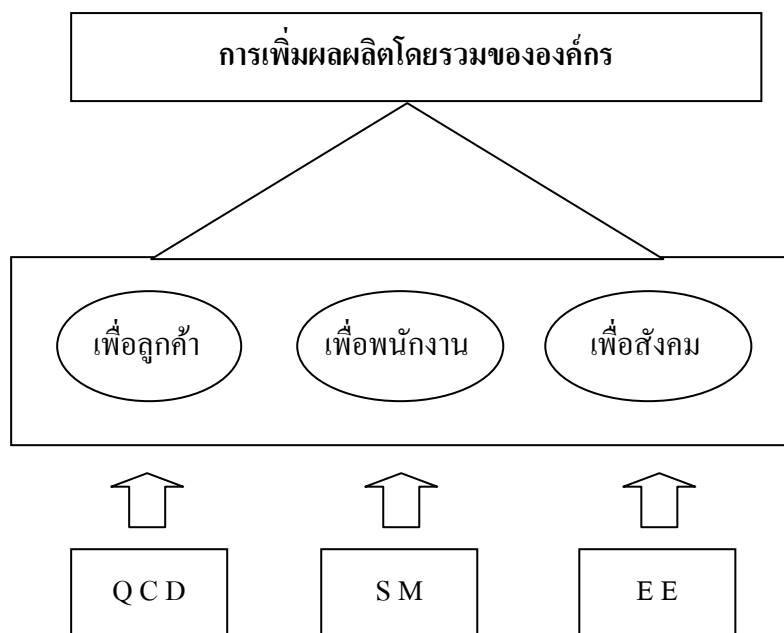 การเพิ่มผลผลิตโดยรวมขององค์กร
เพื่อลูกค้า
เพื่อพนักงาน
เพื่อสังคม
Q C D
S M
E E